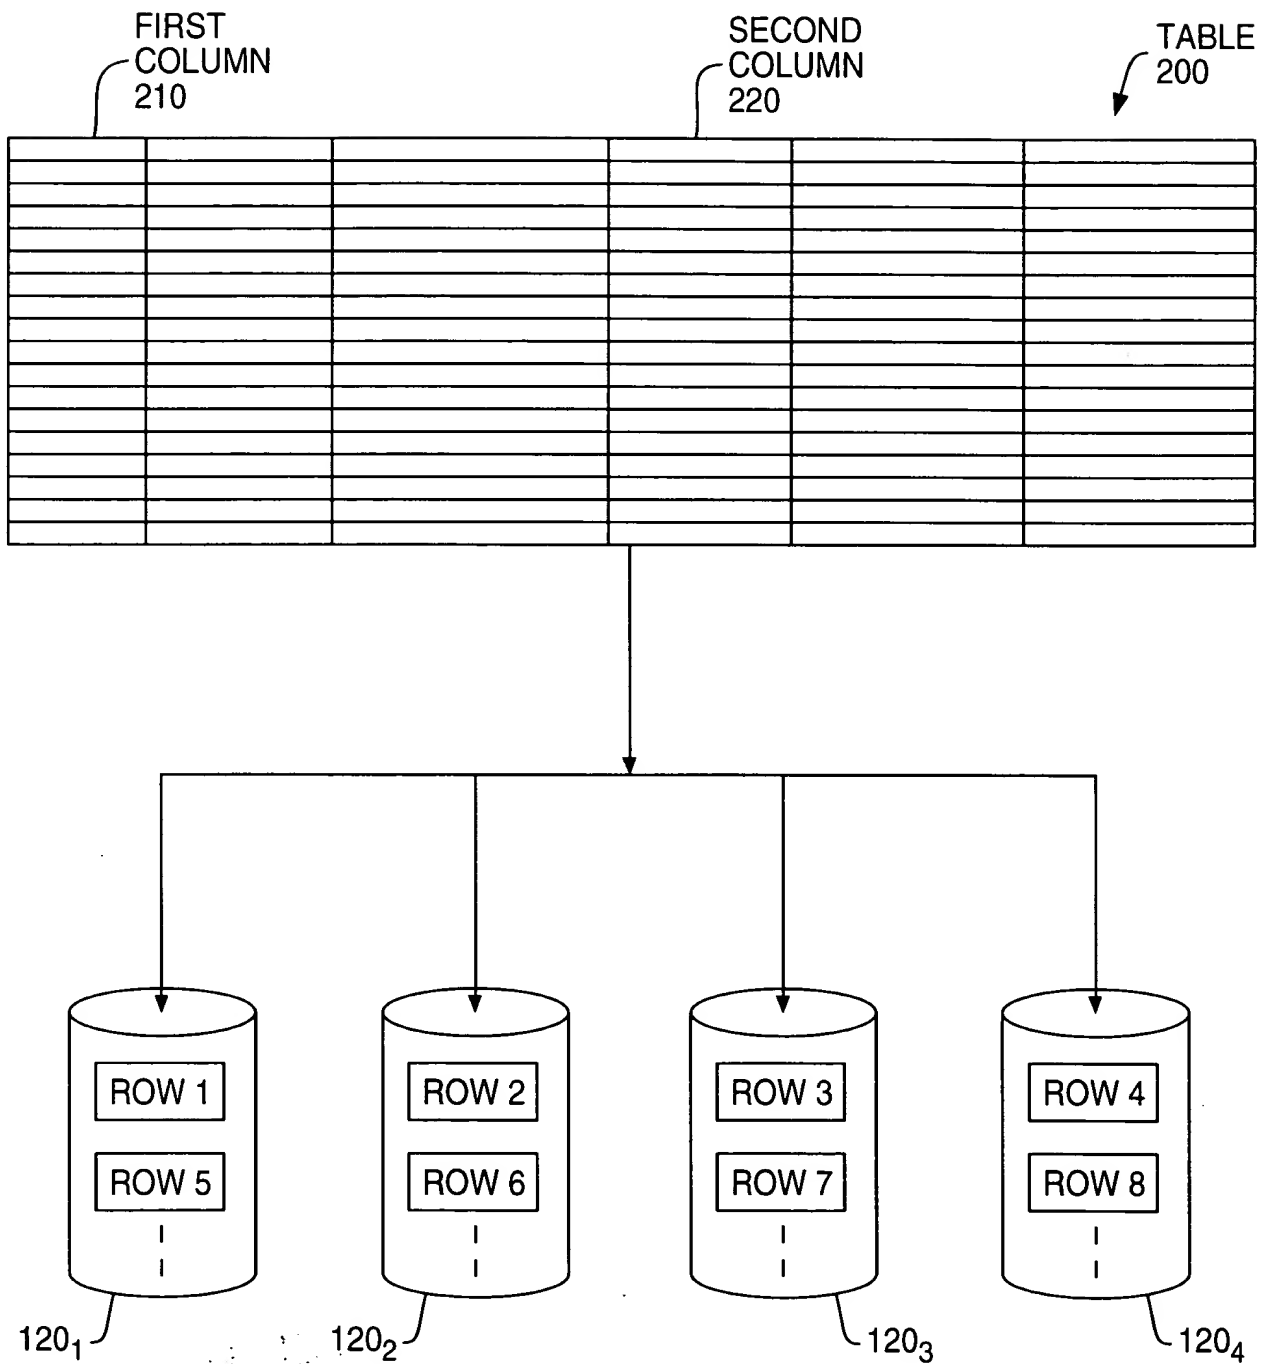 FIRST
COLUMN
210
SECOND
COLUMN
220
TABLE
200
ROW 1
ROW 2
ROW 3
ROW 4
ROW 5
ROW 6
ROW 7
ROW 8
120₁
120₂
120₃
120₄